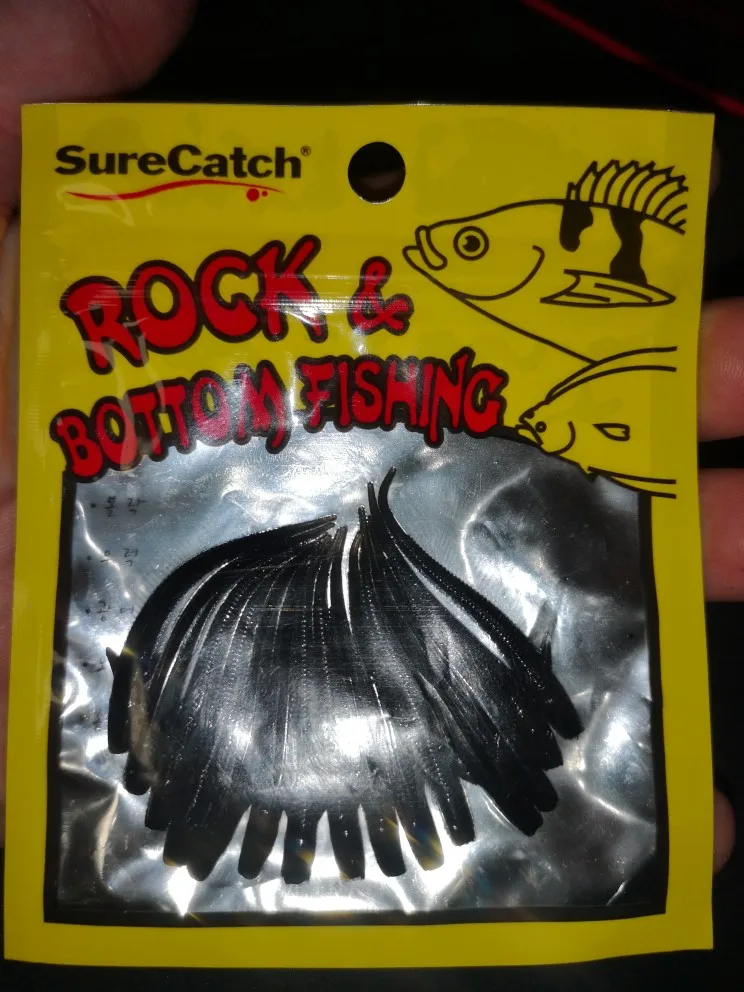 SureCatch®
ROCK &
BOTTOM FISHING